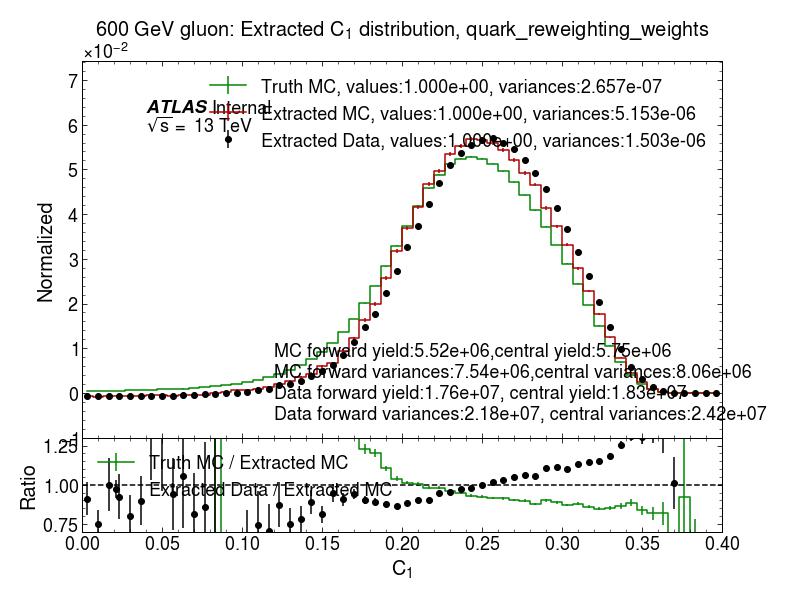 600 GeV gluon: Extracted C₁ distribution, quark_reweighting_weights
×10⁻²
Truth MC, values:1.000e+00, variances:2.657e-07
ATLAS Internal
Extracted MC, values:1.000e+00, variances:5.153e-06
√s = 13 TeV
Extracted Data, values:1.000e+00, variances:1.503e-06
7
6
5
4
3
2
1
0
Normalized
MC forward yield:5.52e+06,central yield:5.75e+06
MC forward variances:7.54e+06,central variances:8.06e+06
Data forward yield:1.76e+07, central yield:1.83e+07
Data forward variances:2.18e+07, central variances:2.42e+07
1.25
1.00
0.75
Ratio
Truth MC / Extracted MC
Extracted Data / Extracted MC
0.00 0.05 0.10 0.15 0.20 0.25 0.30 0.35 0.40
C₁